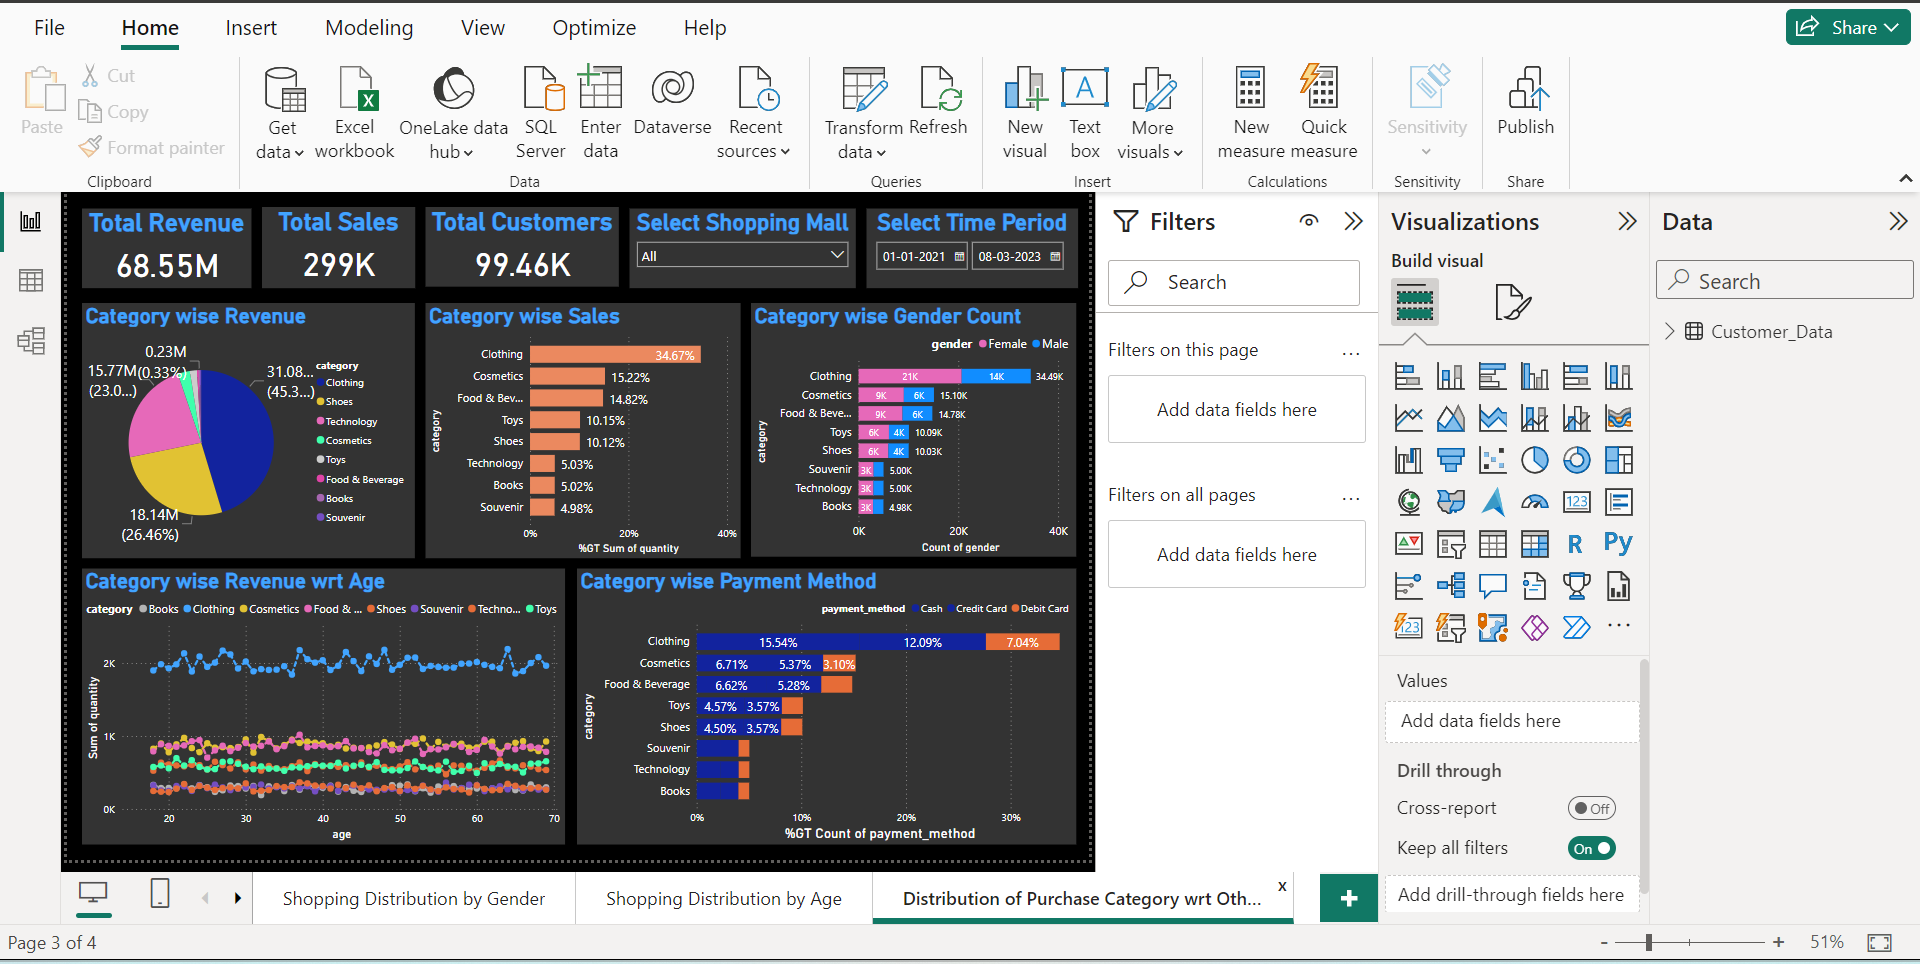 File Home Insert Modeling View Optimize Help
Share
Paste
Cut
Copy
Format painter
Clipboard
Get data
Excel workbook
OneLake data hub
SQL Server
Enter data
Dataverse
Recent sources
Data
Transform data
Refresh
Queries
New visual
Text box
More visuals
Insert
New measure
Quick measure
Calculations
Sensitivity
Sensitivity
Publish
Share
Total Revenue
68.55M
Total Sales
299K
Total Customers
99.46K
Select Shopping Mall
All
Select Time Period
01-01-2021
08-03-2023
Category wise Revenue
0.23M
(0.33%)
15.77M
(23.0...)
31.08...
(45.3...)
18.14M
(26.46%)
category
Clothing
Shoes
Technology
Cosmetics
Toys
Food & Beverage
Books
Souvenir
Category wise Sales
category
Clothing 34.67%
Cosmetics 15.22%
Food & Bev... 14.82%
Toys 10.15%
Shoes 10.12%
Technology 5.03%
Books 5.02%
Souvenir 4.98%
0% 20% 40%
%GT Sum of quantity
Category wise Gender Count
gender Female Male
category
Clothing 21K 14K 34.49K
Cosmetics 9K 6K 15.10K
Food & Beve... 9K 6K 14.78K
Toys 6K 4K 10.09K
Shoes 6K 4K 10.03K
Souvenir 3K 5.00K
Technology 3K 5.00K
Books 3K 4.98K
0K 20K 40K
Count of gender
Category wise Revenue wrt Age
category Books Clothing Cosmetics Food & ... Shoes Souvenir Techno... Toys
Sum of quantity
2K
1K
0K
20 30 40 50 60 70
age
Category wise Payment Method
payment_method Cash Credit Card Debit Card
category
Clothing 15.54% 12.09% 7.04%
Cosmetics 6.71% 5.37% 3.10%
Food & Beverage 6.62% 5.28%
Toys 4.57% 3.57%
Shoes 4.50% 3.57%
Souvenir
Technology
Books
0% 10% 20% 30%
%GT Count of payment_method
Filters
Search
Filters on this page ...
Add data fields here
Filters on all pages ...
Add data fields here
Visualizations
Build visual
123
R Py
123
...
Values
Add data fields here
Drill through
Cross-report Off
Keep all filters On
Add drill-through fields here
Data
Search
Customer_Data
Shopping Distribution by Gender
Shopping Distribution by Age
Distribution of Purchase Category wrt Oth... x
+
Page 3 of 4
- + 51%